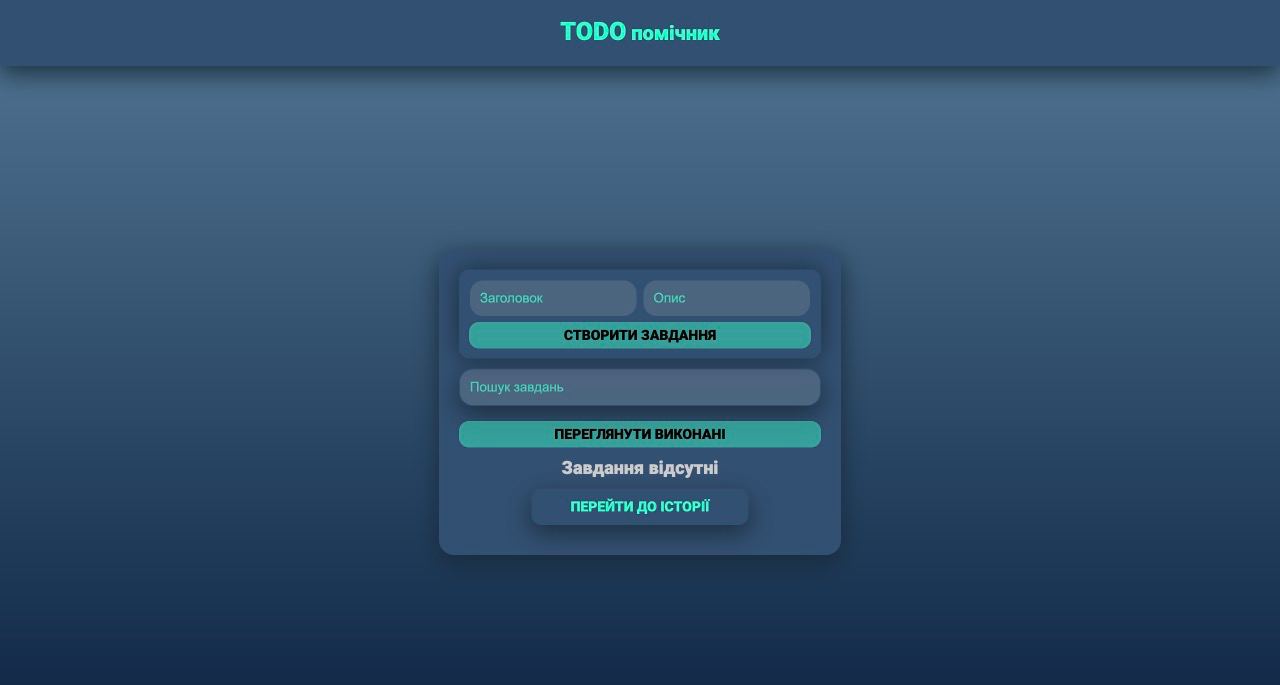 TODO помічник
Заголовок Опис
СТВОРИТИ ЗАВДАННЯ
Пошук завдань
ПЕРЕГЛЯНУТИ ВИКОНАНІ
Завдання відсутні
ПЕРЕЙТИ ДО ІСТОРІЇ